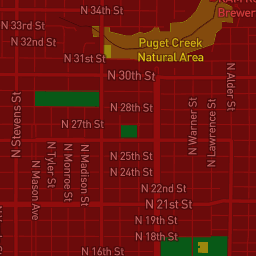 N 34th St
N 33rd St
Brewery
N 32nd St
Puget Creek
Natural Area
N 31st St
N 30th St
N Alder St
N 28th St
N Stevens St
N 27th St
N Warner St
N Lawrence St
N 25th St
N Tyler St
N Monroe St
N Madison St
N Mason Ave
N 24th St
N 22nd St
N 21st St
N 19th St
N 18th St
N 16th St